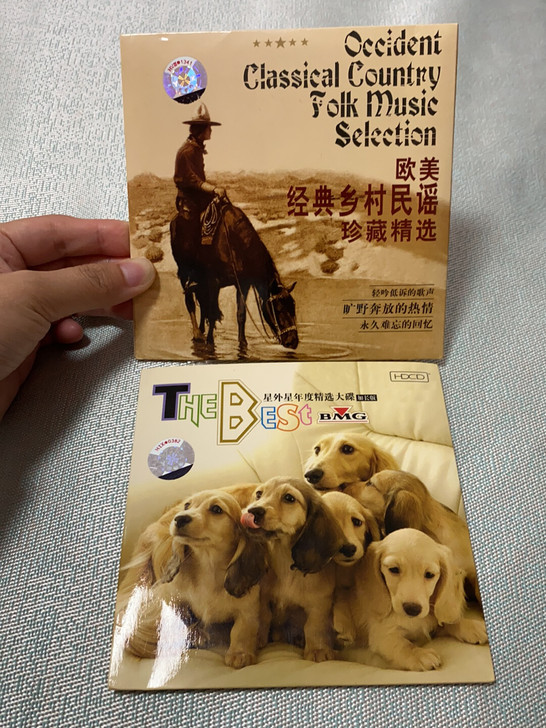 Occident
Classical Country
Folk Music
Selection
欧美
经典乡村民谣
珍藏精选
轻吟低诉的歌声
旷野奔放的热情
永久难忘的回忆
HDCD
THE BEST
星外星年度精选大碟
BMG